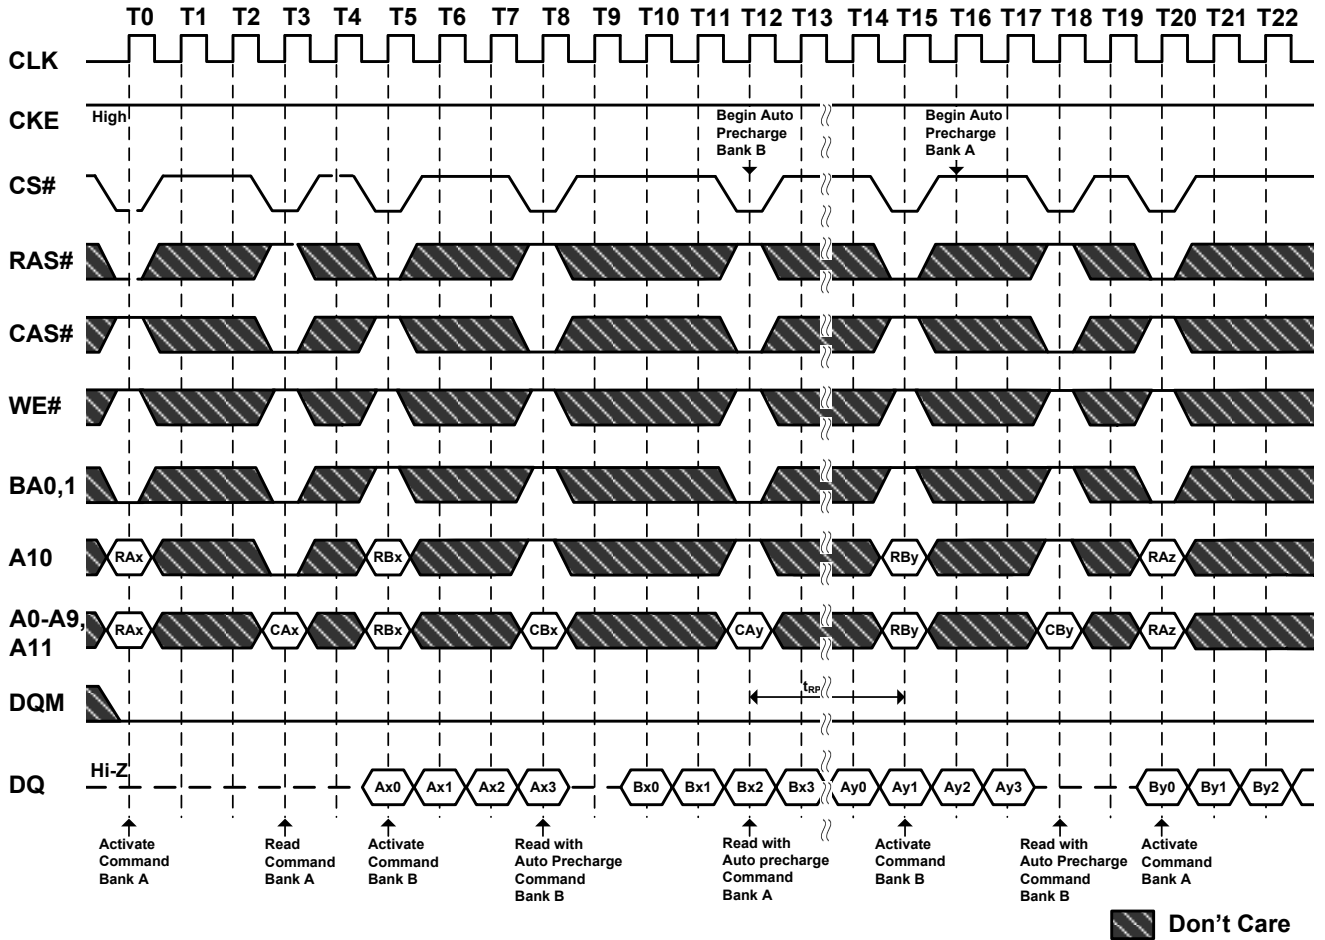 T0 T1 T2 T3 T4 T5 T6 T7 T8 T9 T10 T11 T12 T13 T14 T15 T16 T17 T18 T19 T20 T21 T22
CLK
CKE
High
Begin Auto
Precharge
Bank B
Begin Auto
Precharge
Bank A
CS#
RAS#
CAS#
WE#
BA0,1
A10
RAx RBx RBy RAz
A0-A9,
A11
RAx CAx RBx CBx CAy RBy CBy RAz
DQM
tRP
DQ
Hi-Z
Ax0 Ax1 Ax2 Ax3 Bx0 Bx1 Bx2 Bx3 Ay0 Ay1 Ay2 Ay3 By0 By1 By2
Activate
Command
Bank A
Read
Command
Bank A
Activate
Command
Bank B
Read with
Auto Precharge
Command
Bank B
Read with
Auto precharge
Command
Bank A
Activate
Command
Bank B
Read with
Auto Precharge
Command
Bank B
Activate
Command
Bank A
Don't Care